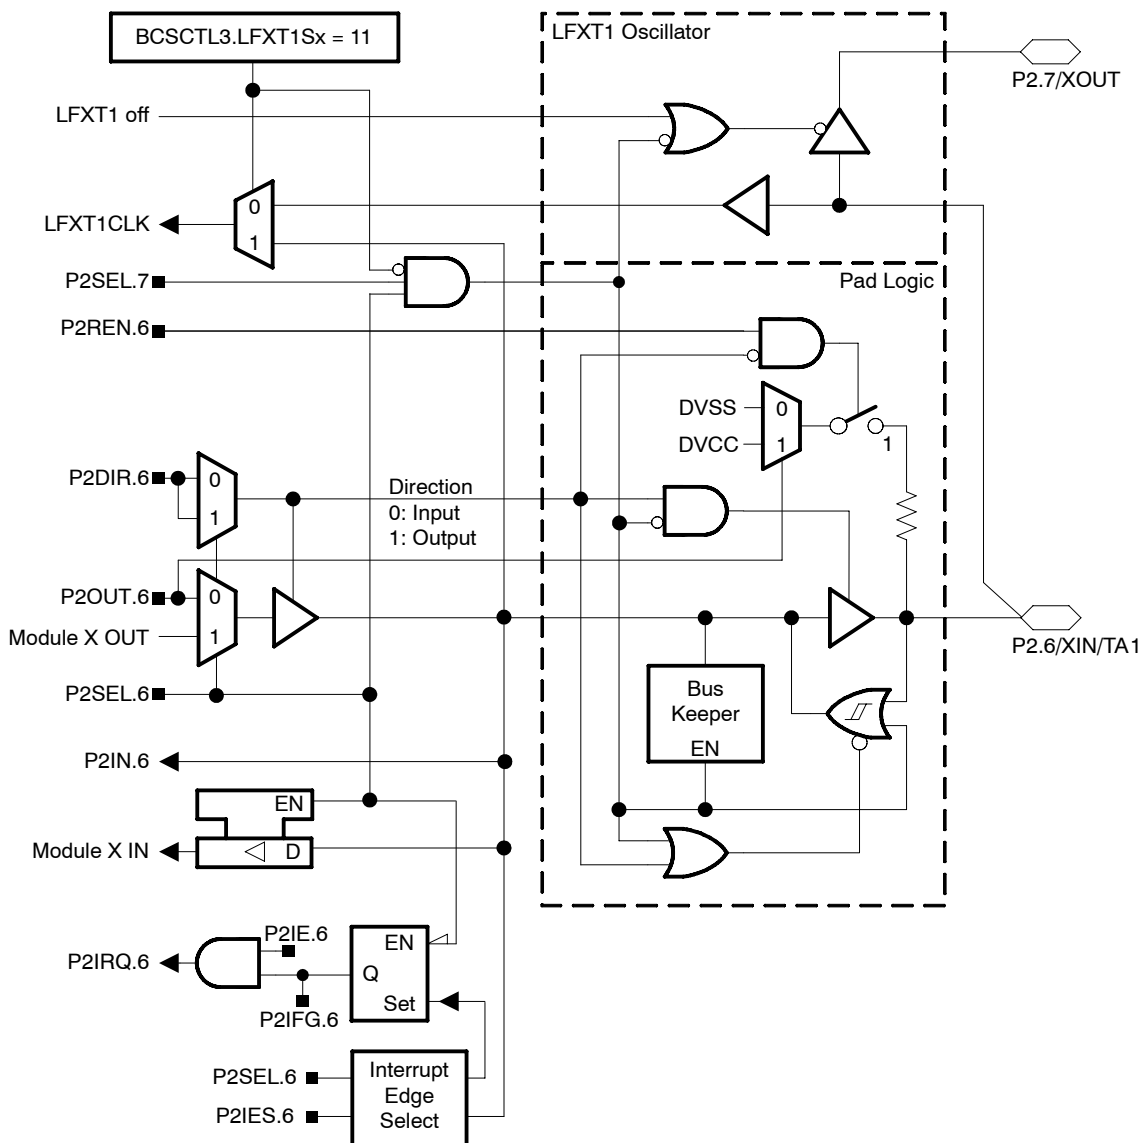 BCSCTL3.LFXT1Sx = 11
LFXT1 Oscillator
P2.7/XOUT
LFXT1 off
0
LFXT1CLK
1
P2SEL.7
Pad Logic
P2REN.6
DVSS
0
DVCC
1
1
P2DIR.6
0
1
Direction
0: Input
1: Output
P2OUT.6
0
Module X OUT
1
P2.6/XIN/TA1
P2SEL.6
Bus
Keeper
EN
P2IN.6
EN
Module X IN
D
P2IE.6
EN
P2IRQ.6
Q
Set
P2IFG.6
P2SEL.6
P2IES.6
Interrupt
Edge
Select